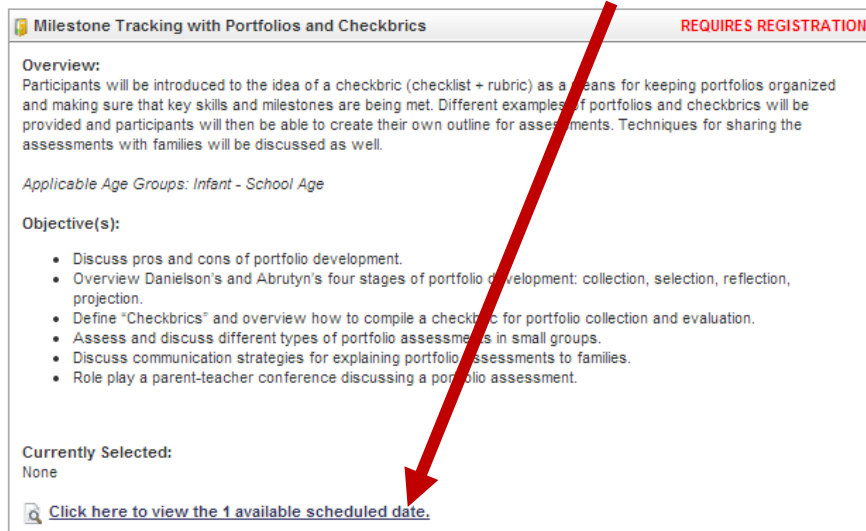 Milestone Tracking with Portfolios and Checkbrics REQUIRES REGISTRATION
Overview:
Participants will be introduced to the idea of a checkbric (checklist + rubric) as a means for keeping portfolios organized
and making sure that key skills and milestones are being met. Different examples of portfolios and checkbrics will be
provided and participants will then be able to create their own outline for assessments. Techniques for sharing the
assessments with families will be discussed as well.
Applicable Age Groups: Infant - School Age
Objective(s):
• Discuss pros and cons of portfolio development.
• Overview Danielson's and Abrutyn's four stages of portfolio development: collection, selection, reflection,
projection.
• Define "Checkbrics" and overview how to compile a checkbric for portfolio collection and evaluation.
• Assess and discuss different types of portfolio assessments in small groups.
• Discuss communication strategies for explaining portfolio assessments to families.
• Role play a parent-teacher conference discussing a portfolio assessment.
Currently Selected:
None
Click here to view the 1 available scheduled date.